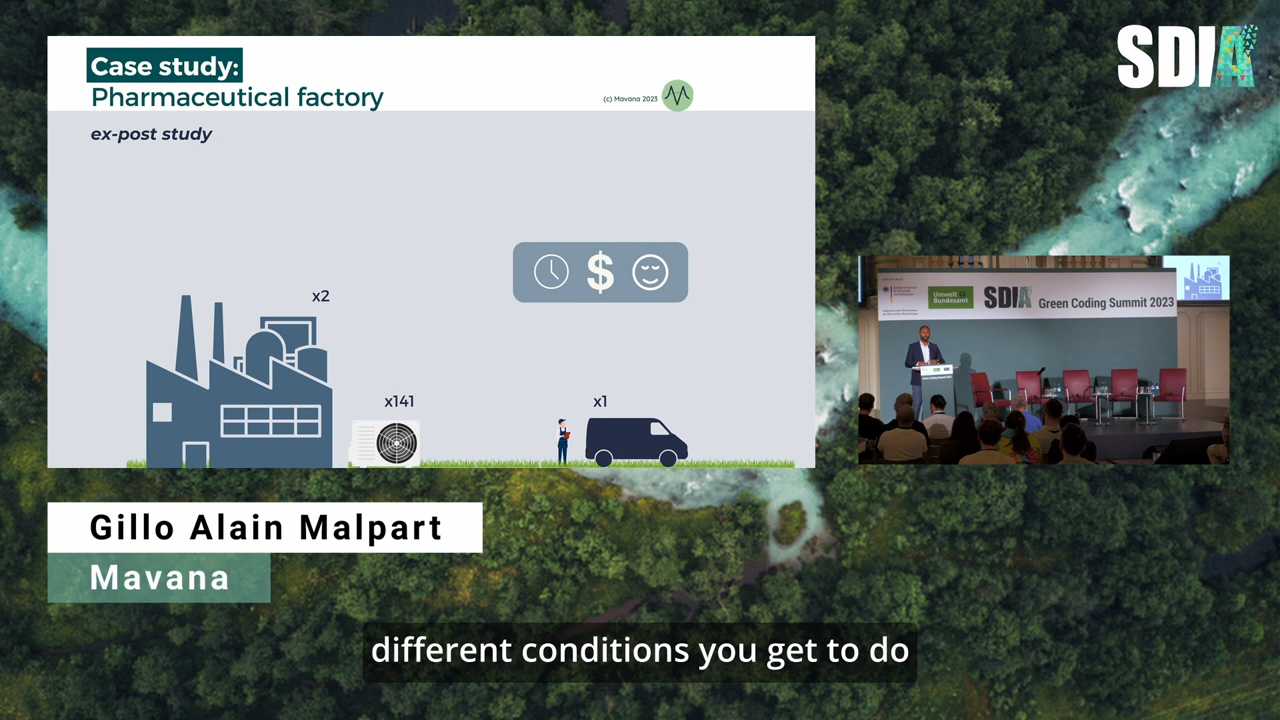 Case study:
Pharmaceutical factory
(c) Mavana 2023
ex-post study
$
x2
x141
x1
SDIA
Umwelt
Bundesamt
SDIA
Green Coding Summit 2023
Gillo Alain Malpart
Mavana
different conditions you get to do